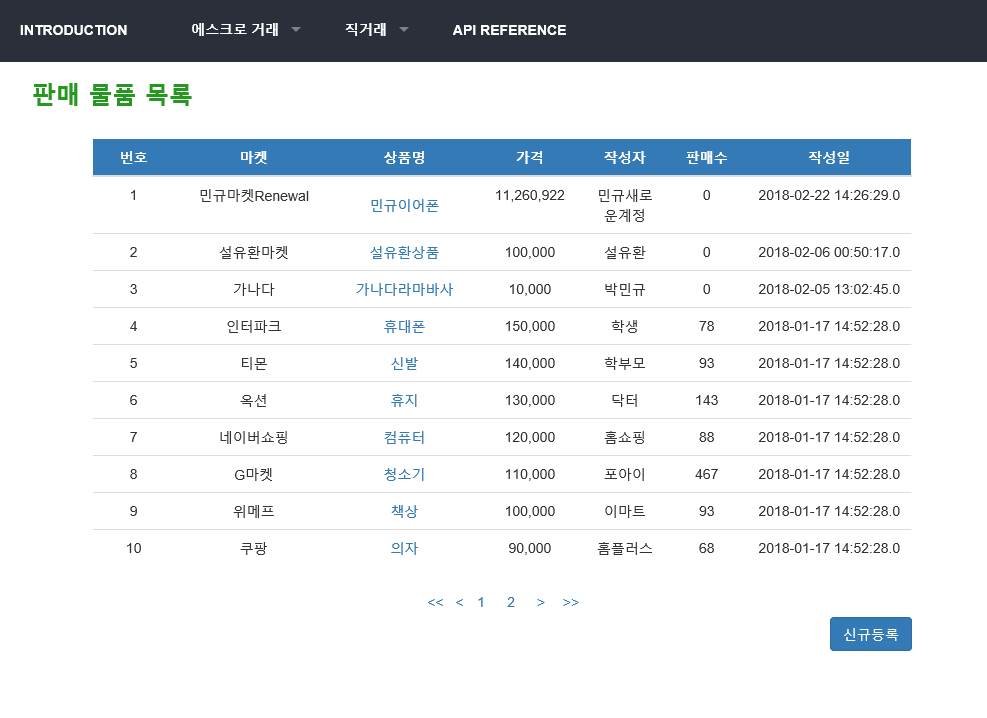 INTRODUCTION 에스크로 거래 직거래 API REFERENCE
판매 물품 목록
번호 마켓 상품명 가격 작성자 판매수 작성일
1 민규마켓Renewal 민규이어폰 11,260,922 민규새로 0 2018-02-22 14:26:29.0
운계정
2 설유환마켓 설유환상품 100,000 설유환 0 2018-02-06 00:50:17.0
3 가나다 가나다라마바사 10,000 박민규 0 2018-02-05 13:02:45.0
4 인터파크 휴대폰 150,000 학생 78 2018-01-17 14:52:28.0
5 티몬 신발 140,000 학부모 93 2018-01-17 14:52:28.0
6 옥션 휴지 130,000 닥터 143 2018-01-17 14:52:28.0
7 네이버쇼핑 컴퓨터 120,000 홈쇼핑 88 2018-01-17 14:52:28.0
8 G마켓 청소기 110,000 포아이 467 2018-01-17 14:52:28.0
9 위메프 책상 100,000 이마트 93 2018-01-17 14:52:28.0
10 쿠팡 의자 90,000 홈플러스 68 2018-01-17 14:52:28.0
<< < 1 2 > >>
신규등록